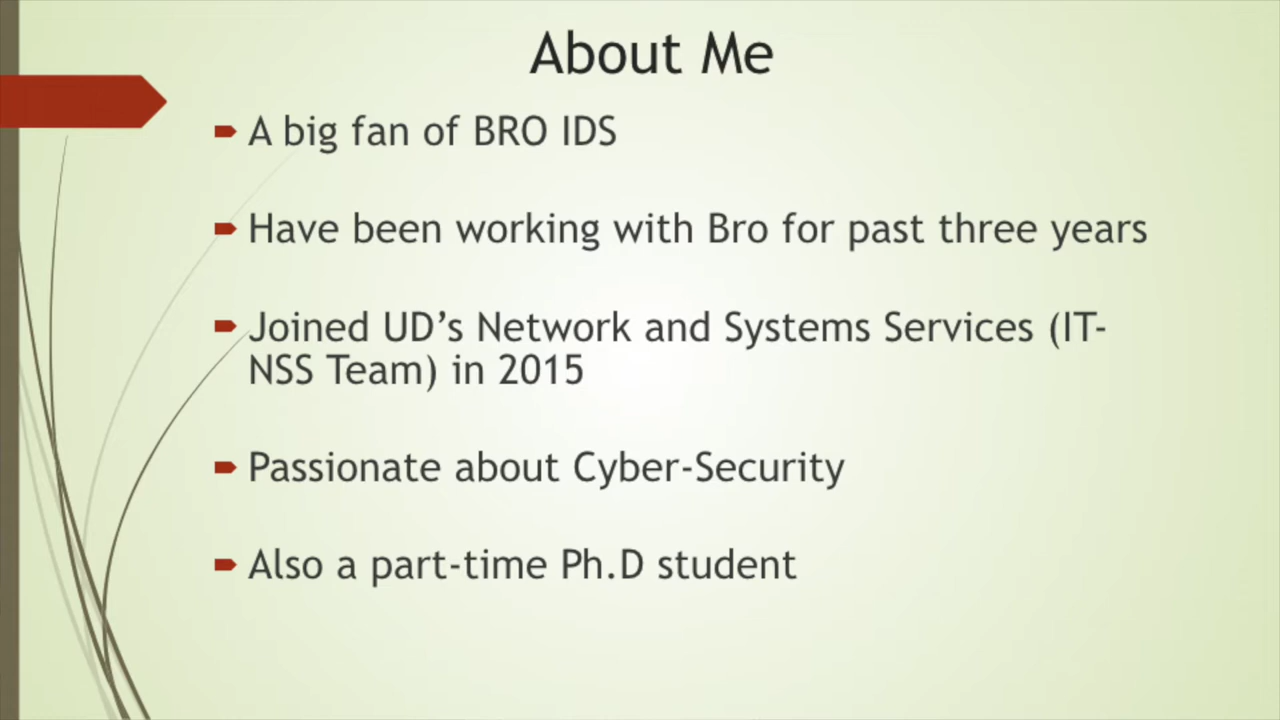 About Me
A big fan of BRO IDS
Have been working with Bro for past three years
Joined UD’s Network and Systems Services (IT-
NSS Team) in 2015
Passionate about Cyber-Security
Also a part-time Ph.D student